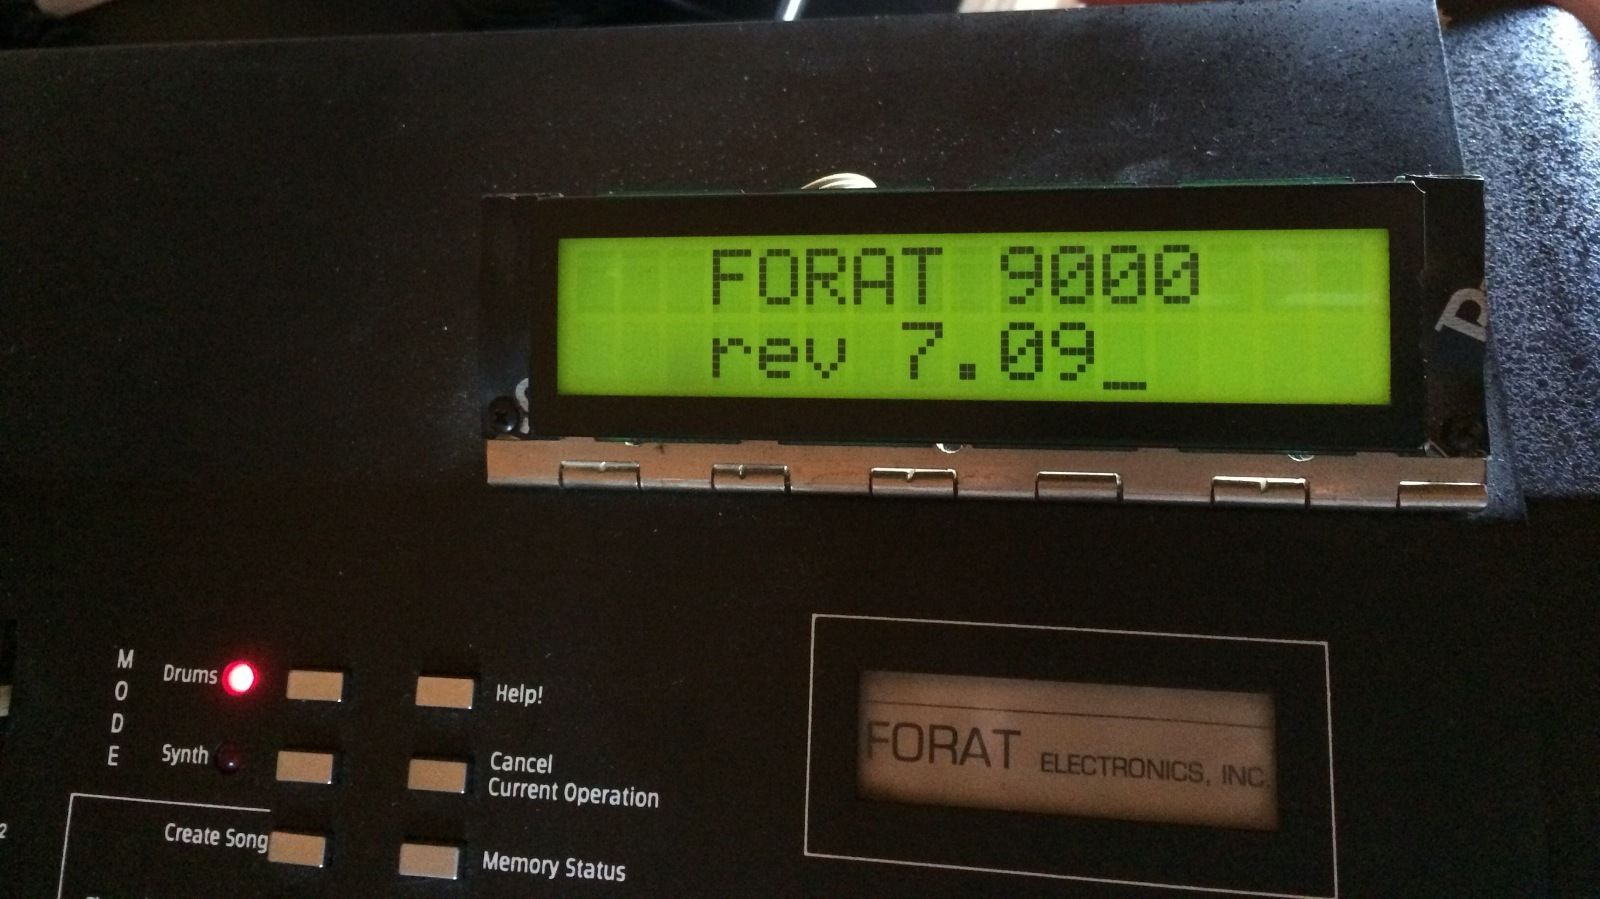 FORAT 9000
rev 7.09_
MODE
Drums
Help!
Synth
Cancel
Current Operation
Create Song
Memory Status
FORAT ELECTRONICS, INC
2